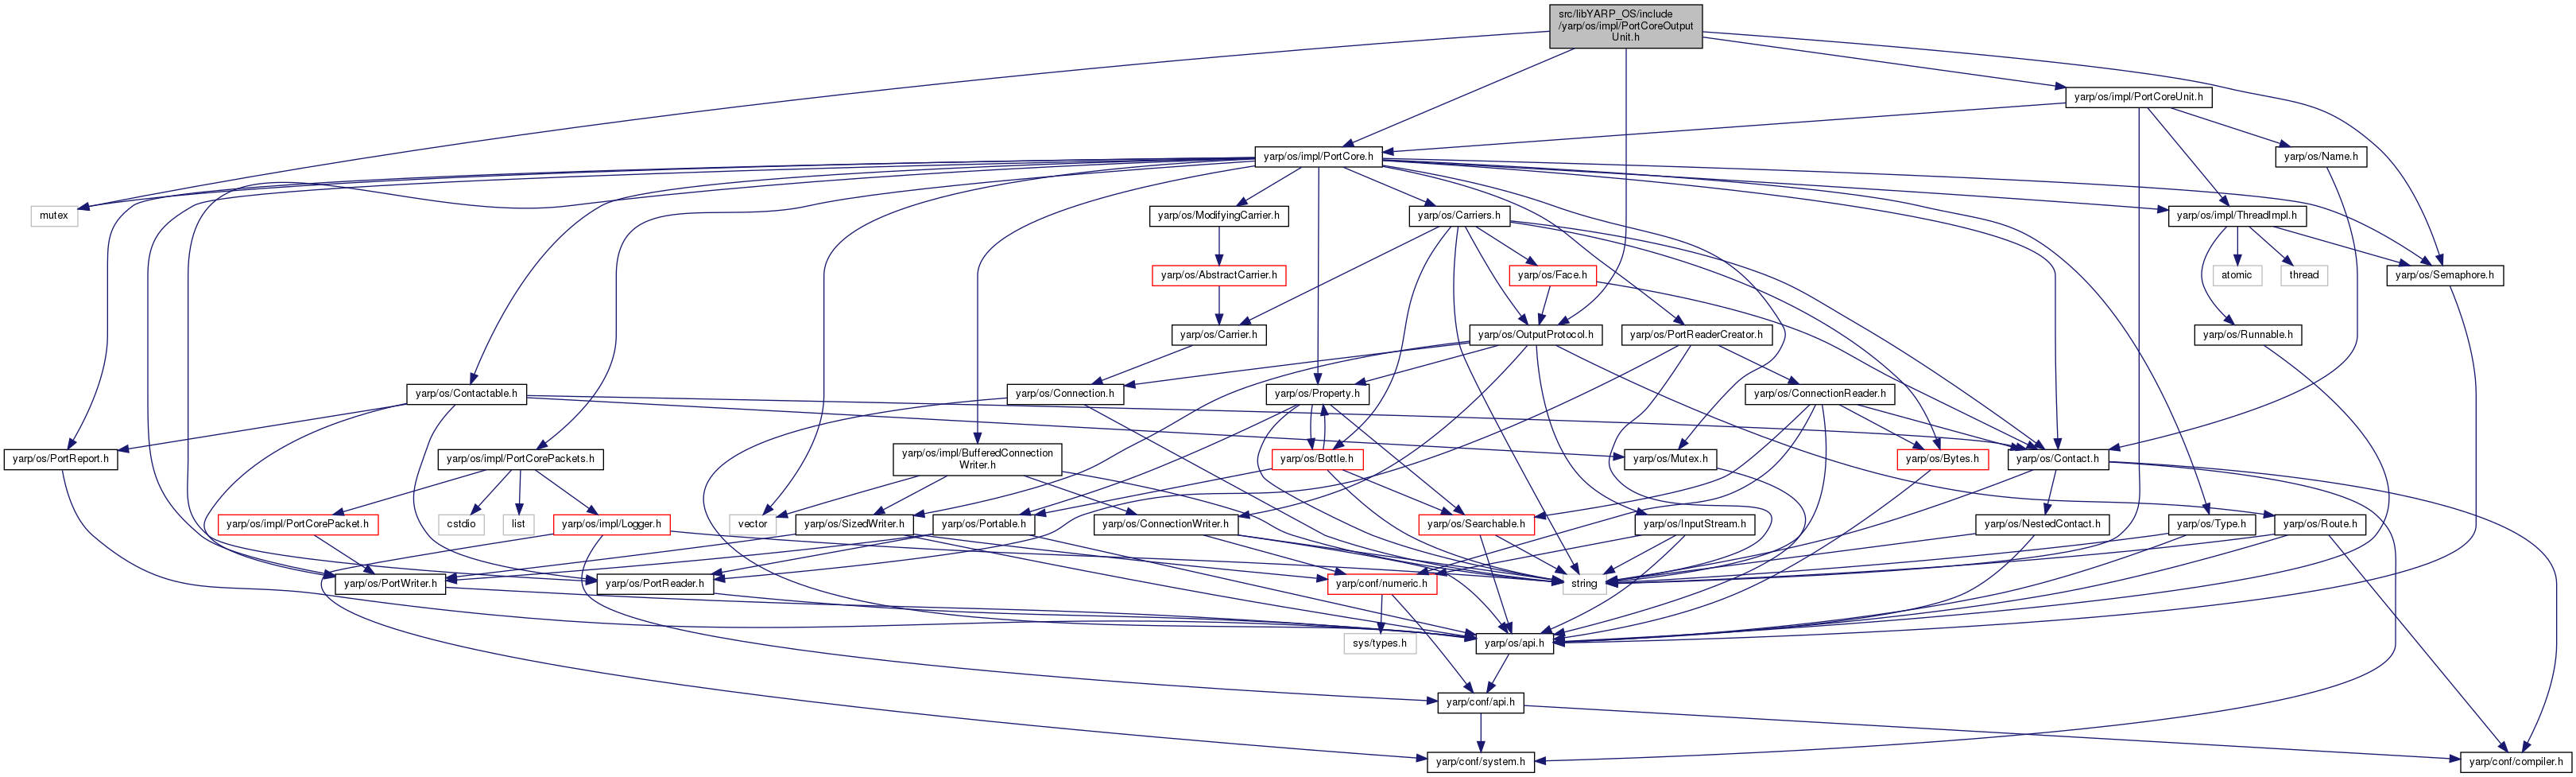 src/libYARP_OS/include
/yarp/os/impl/PortCoreOutput
Unit.h
yarp/os/impl/PortCoreUnit.h
yarp/os/impl/PortCore.h
yarp/os/Name.h
mutex
yarp/os/ModifyingCarrier.h
yarp/os/Carriers.h
yarp/os/impl/ThreadImpl.h
yarp/os/AbstractCarrier.h
yarp/os/Face.h
atomic
thread
yarp/os/Semaphore.h
yarp/os/Carrier.h
yarp/os/OutputProtocol.h
yarp/os/PortReaderCreator.h
yarp/os/Runnable.h
yarp/os/Contactable.h
yarp/os/Connection.h
yarp/os/Property.h
yarp/os/ConnectionReader.h
yarp/os/PortReport.h
yarp/os/impl/PortCorePackets.h
yarp/os/impl/BufferedConnection
Writer.h
yarp/os/Bottle.h
yarp/os/Mutex.h
yarp/os/Bytes.h
yarp/os/Contact.h
yarp/os/impl/PortCorePacket.h
cstdio
list
yarp/os/impl/Logger.h
vector
yarp/os/SizedWriter.h
yarp/os/Portable.h
yarp/os/ConnectionWriter.h
yarp/os/Searchable.h
yarp/os/InputStream.h
yarp/os/NestedContact.h
yarp/os/Type.h
yarp/os/Route.h
yarp/os/PortWriter.h
yarp/os/PortReader.h
yarp/conf/numeric.h
string
sys/types.h
yarp/os/api.h
yarp/conf/api.h
yarp/conf/system.h
yarp/conf/compiler.h